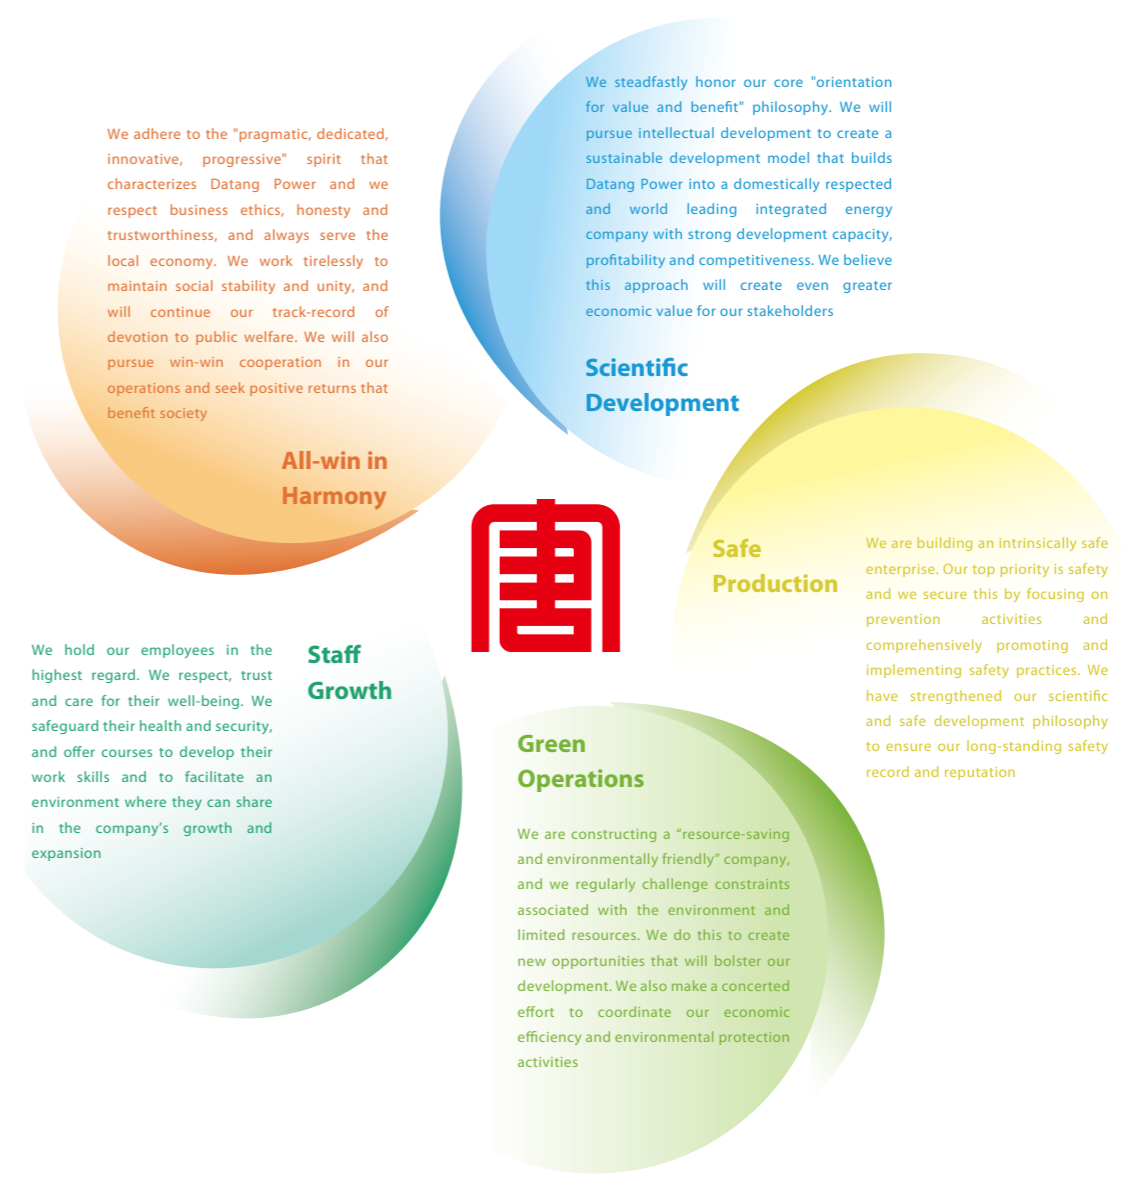 We steadfastly honor our core "orientation
for value and benefit" philosophy. We will
pursue intellectual development to create a
sustainable development model that builds
Datang Power into a domestically respected
and world leading integrated energy
company with strong development capacity,
profitability and competitiveness. We believe
this approach will create even greater
economic value for our stakeholders
Scientific
Development
We adhere to the "pragmatic, dedicated,
innovative, progressive" spirit that
characterizes Datang Power and we
respect business ethics, honesty and
trustworthiness, and always serve the
local economy. We work tirelessly to
maintain social stability and unity, and
will continue our track-record of
devotion to public welfare. We will also
pursue win-win cooperation in our
operations and seek positive returns that
benefit society
All-win in
Harmony
Safe
Production
We are building an intrinsically safe
enterprise. Our top priority is safety
and we secure this by focusing on
prevention activities and
comprehensively promoting and
implementing safety practices. We
have strengthened our scientific
and safe development philosophy
to ensure our long-standing safety
record and reputation
Staff
Growth
We hold our employees in the
highest regard. We respect, trust
and care for their well-being. We
safeguard their health and security,
and offer courses to develop their
work skills and to facilitate an
environment where they can share
in the company’s growth and
expansion
Green
Operations
We are constructing a “resource-saving
and environmentally friendly” company,
and we regularly challenge constraints
associated with the environment and
limited resources. We do this to create
new opportunities that will bolster our
development. We also make a concerted
effort to coordinate our economic
efficiency and environmental protection
activities